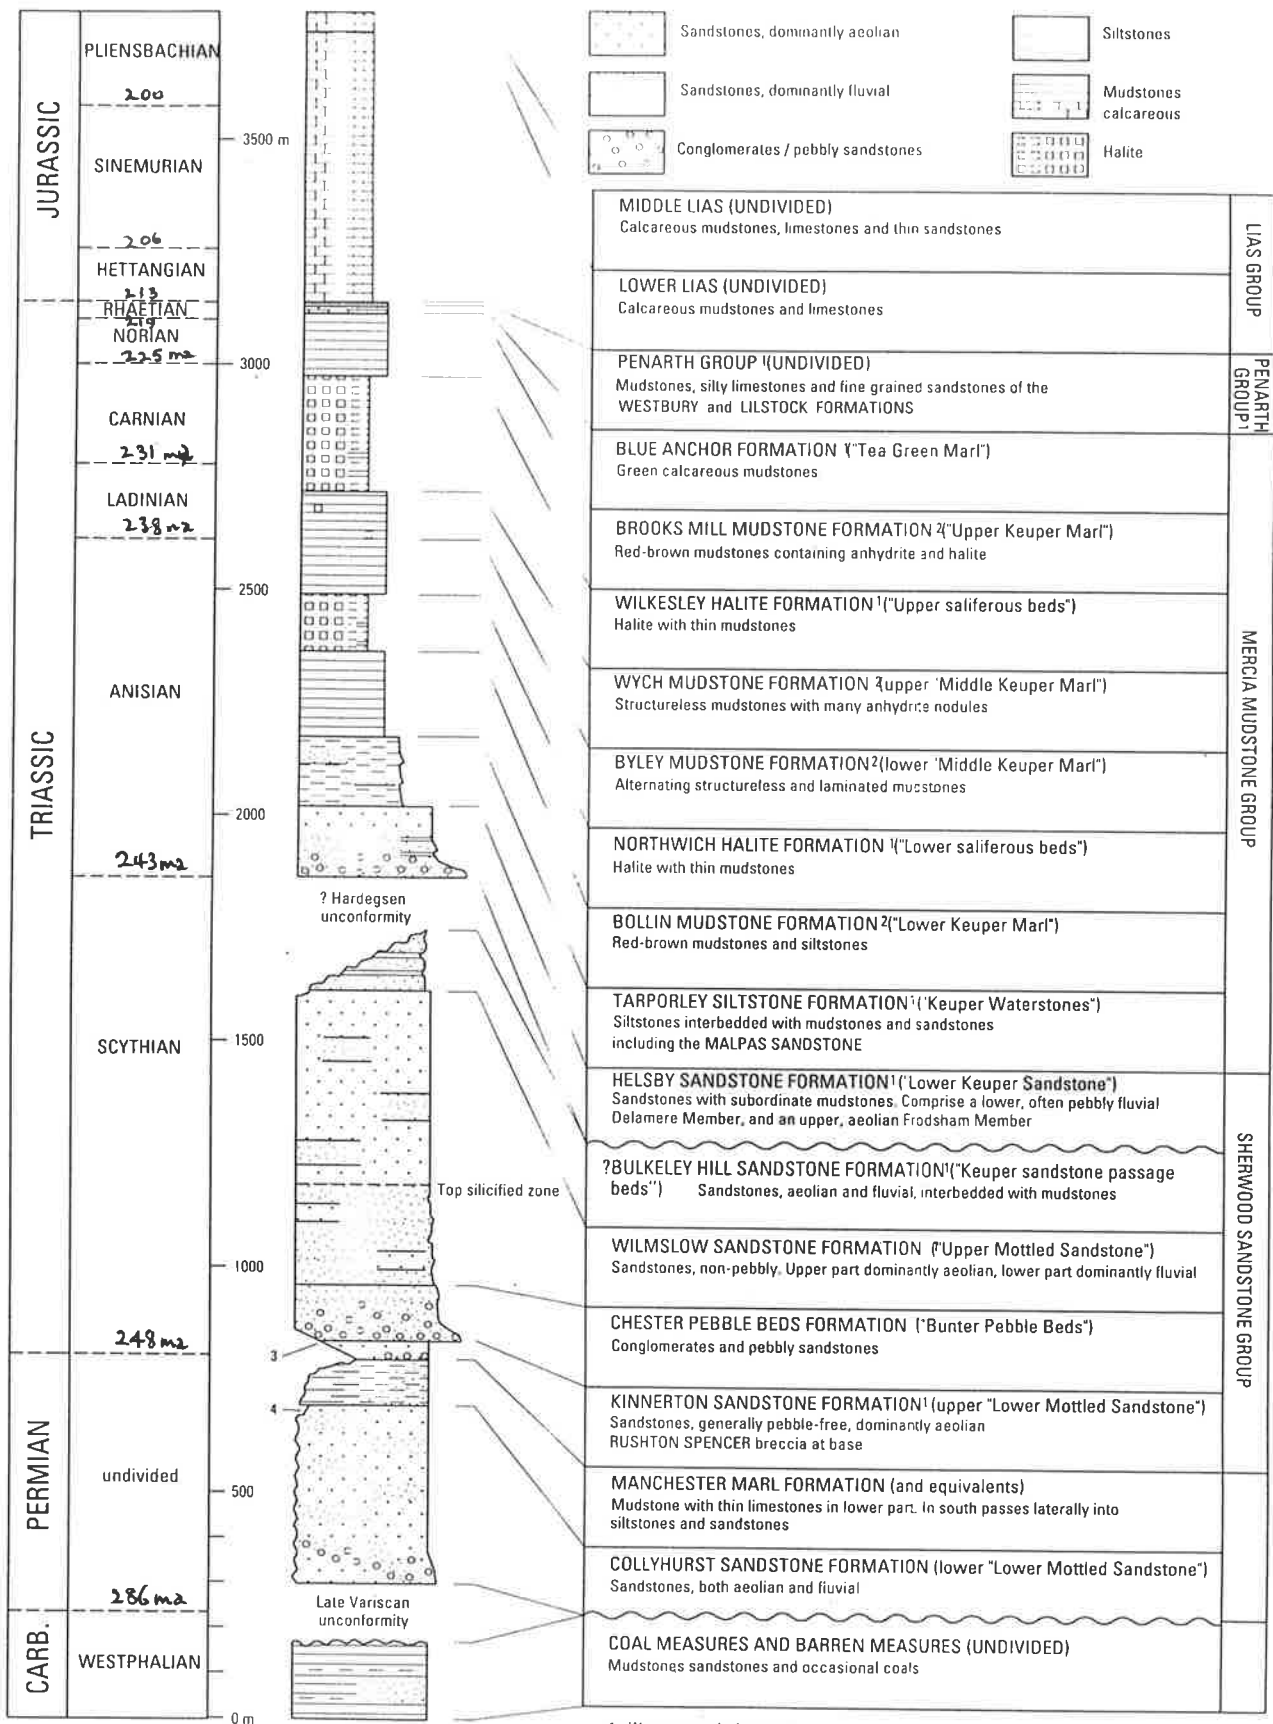 JURASSIC
PLIENSBACHIAN
200
SINEMURIAN
206
HETTANGIAN
213
TRIASSIC
RHAETIAN
219
NORIAN
225 ma
CARNIAN
231 ma
LADINIAN
238 ma
ANISIAN
243 ma
SCYTHIAN
248 ma
PERMIAN
undivided
286 ma
CARB.
WESTPHALIAN
3500 m
3000
2500
2000
1500
1000
500
0 m
? Hardegsen
unconformity
Top silicified zone
3
4
Late Variscan
unconformity
Sandstones, dominantly aeolian
Sandstones, dominantly fluvial
Conglomerates / pebbly sandstones
Siltstones
Mudstones
calcareous
Halite
MIDDLE LIAS (UNDIVIDED)
Calcareous mudstones, limestones and thin sandstones
LOWER LIAS (UNDIVIDED)
Calcareous mudstones and limestones
LIAS GROUP
PENARTH GROUP ¹(UNDIVIDED)
Mudstones, silty limestones and fine grained sandstones of the
WESTBURY and LILSTOCK FORMATIONS
PENARTH
GROUP¹
BLUE ANCHOR FORMATION ¹("Tea Green Marl")
Green calcareous mudstones
BROOKS MILL MUDSTONE FORMATION ²("Upper Keuper Marl")
Red-brown mudstones containing anhydrite and halite
WILKESLEY HALITE FORMATION ¹("Upper saliferous beds")
Halite with thin mudstones
WYCH MUDSTONE FORMATION ²(upper 'Middle Keuper Marl")
Structureless mudstones with many anhydrite nodules
BYLEY MUDSTONE FORMATION ²(lower 'Middle Keuper Marl")
Alternating structureless and laminated mudstones
NORTHWICH HALITE FORMATION ¹("Lower saliferous beds")
Halite with thin mudstones
BOLLIN MUDSTONE FORMATION ²("Lower Keuper Marl")
Red-brown mudstones and siltstones
TARPORLEY SILTSTONE FORMATION ¹('Keuper Waterstones")
Siltstones interbedded with mudstones and sandstones
including the MALPAS SANDSTONE
MERCIA MUDSTONE GROUP
HELSBY SANDSTONE FORMATION ¹('Lower Keuper Sandstone")
Sandstones with subordinate mudstones. Comprise a lower, often pebbly fluvial
Delamere Member, and an upper, aeolian Frodsham Member
?BULKELEY HILL SANDSTONE FORMATION¹("Keuper sandstone passage
beds") Sandstones, aeolian and fluvial, interbedded with mudstones
WILMSLOW SANDSTONE FORMATION ("Upper Mottled Sandstone")
Sandstones, non-pebbly. Upper part dominantly aeolian, lower part dominantly fluvial
CHESTER PEBBLE BEDS FORMATION ('Bunter Pebble Beds")
Conglomerates and pebbly sandstones
KINNERTON SANDSTONE FORMATION¹ (upper "Lower Mottled Sandstone")
Sandstones, generally pebble-free, dominantly aeolian
RUSHTON SPENCER breccia at base
SHERWOOD SANDSTONE GROUP
MANCHESTER MARL FORMATION (and equivalents)
Mudstone with thin limestones in lower part. In south passes laterally into
siltstones and sandstones
COLLYHURST SANDSTONE FORMATION (lower "Lower Mottled Sandstone")
Sandstones, both aeolian and fluvial
COAL MEASURES AND BARREN MEASURES (UNDIVIDED)
Mudstones sandstones and occasional coals